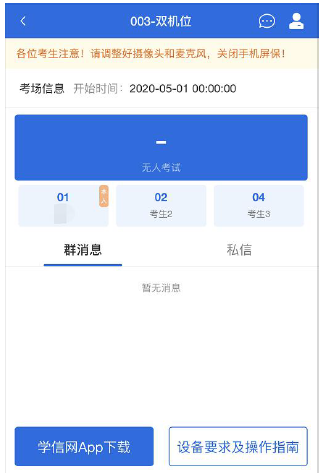 003-双机位
各位考生注意！请调整好摄像头和麦克风，关闭手机屏保！
考场信息 开始时间：2020-05-01 00:00:00
-
无人考试
01 本人 02 04
考生2 考生3
群消息 私信
暂无消息
学信网App下载 设备要求及操作指南